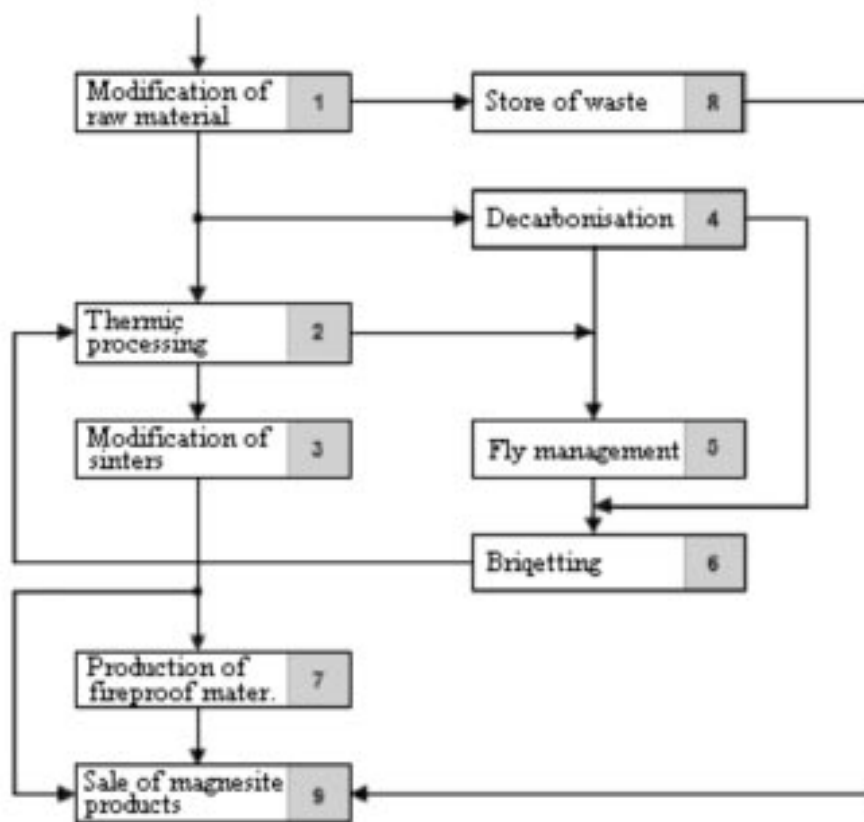 Modification of
raw material
1
Store of waste
8
Decarbonisation
4
Thermic
processing
2
Modification of
sinters
3
Fly management
5
Briqetting
6
Production of
fireproof mater.
7
Sale of magnesite
products
9